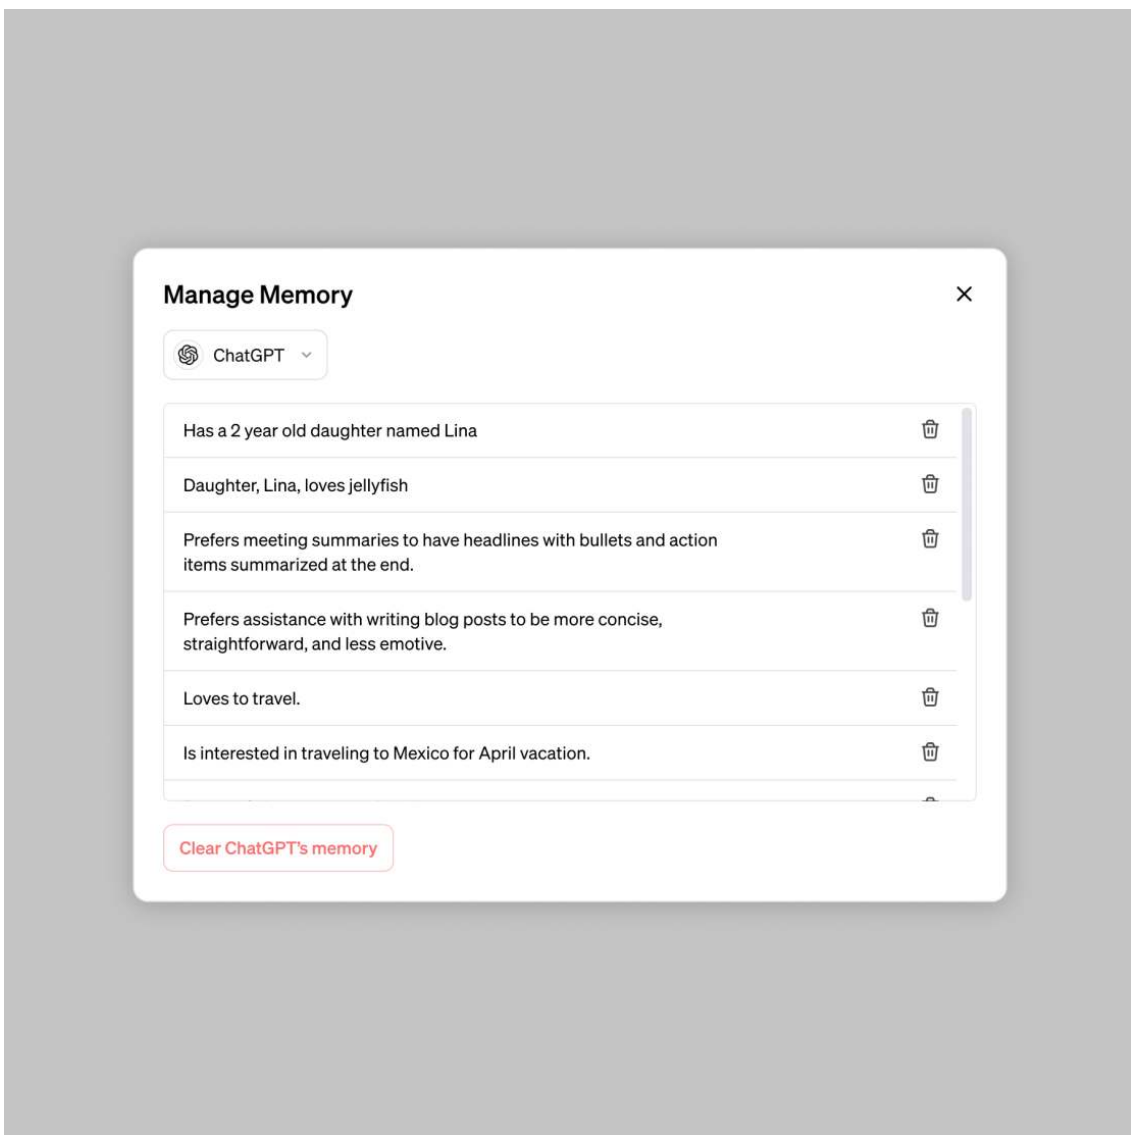 Manage Memory
ChatGPT
Has a 2 year old daughter named Lina
Daughter, Lina, loves jellyfish
Prefers meeting summaries to have headlines with bullets and action
items summarized at the end.
Prefers assistance with writing blog posts to be more concise,
straightforward, and less emotive.
Loves to travel.
Is interested in traveling to Mexico for April vacation.
Clear ChatGPT's memory